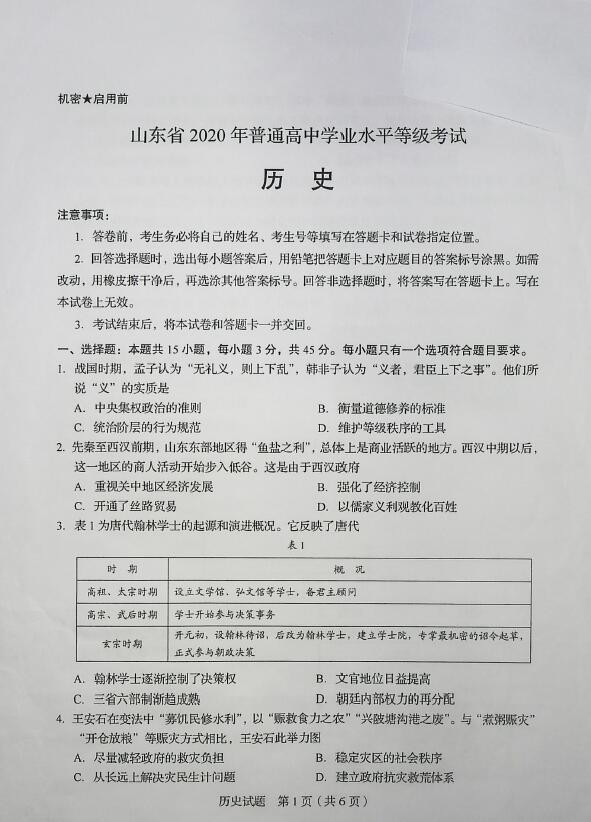 机密★启用前
山东省 2020 年普通高中学业水平等级考试
历 史
注意事项：
1．答卷前，考生务必将自己的姓名、考生号等填写在答题卡和试卷指定位置。
2．回答选择题时，选出每小题答案后，用铅笔把答题卡上对应题目的答案标号涂黑。如需
改动，用橡皮擦干净后，再选涂其他答案标号。回答非选择题时，将答案写在答题卡上。写在
本试卷上无效。
3．考试结束后，将本试卷和答题卡一并交回。
一、选择题：本题共 15 小题，每小题 3 分，共 45 分。每小题只有一个选项符合题目要求。
1．战国时期，孟子认为“无礼义，则上下乱”，韩非子认为“义者，君臣上下之事”。他们所
说“义”的实质是
A．中央集权政治的准则 B．衡量道德修养的标准
C．统治阶层的行为规范 D．维护等级秩序的工具
2．先秦至西汉前期，山东东部地区得“鱼盐之利”，总体上是商业活跃的地方。西汉中期以后，
这一地区的商人活动开始步入低谷。这是由于西汉政府
A．重视关中地区经济发展 B．强化了经济控制
C．开通了丝路贸易 D．以儒家义利观教化百姓
3．表 1 为唐代翰林学士的起源和演进概况。它反映了唐代
表 1
时 期 概 况
高祖、太宗时期 设立文学馆、弘文馆等学士，备君主顾问
高宗、武后时期 学士开始参与决策事务
玄宗时期 开元初，设翰林待诏，后改为翰林学士，建立学士院，专掌最机密的诏令起草，
正式参与朝政决策
A．翰林学士逐渐控制了决策权 B．文官地位日益提高
C．三省六部制渐趋成熟 D．朝廷内部权力的再分配
4．王安石在变法中“募饥民修水利”，以“赈救食力之农”“兴陂塘沟港之废”。与“煮粥赈灾”
“开仓放粮”等赈灾方式相比，王安石此举力图
A．尽量减轻政府的救灾负担 B．稳定灾区的社会秩序
C．从长远上解决灾民生计问题 D．建立政府抗灾救荒体系
历史试题 第 1 页（共 6 页）